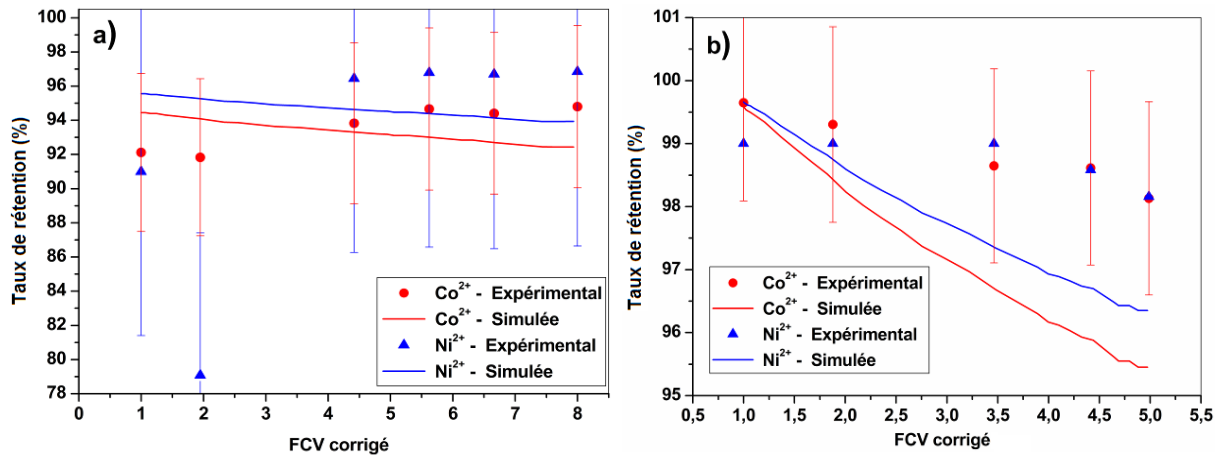 a)
Taux de rétention (%)
100
98
96
94
92
90
88
86
84
82
80
78
0 1 2 3 4 5 6 7 8
FCV corrigé
Co²⁺ - Expérimental
Co²⁺ - Simulée
Ni²⁺ - Expérimental
Ni²⁺ - Simulée
b)
Taux de rétention (%)
101
100
99
98
97
96
95
0,5 1,0 1,5 2,0 2,5 3,0 3,5 4,0 4,5 5,0 5,5
FCV corrigé
Co²⁺ - Expérimental
Co²⁺ - Simulée
Ni²⁺ - Expérimental
Ni²⁺ - Simulée